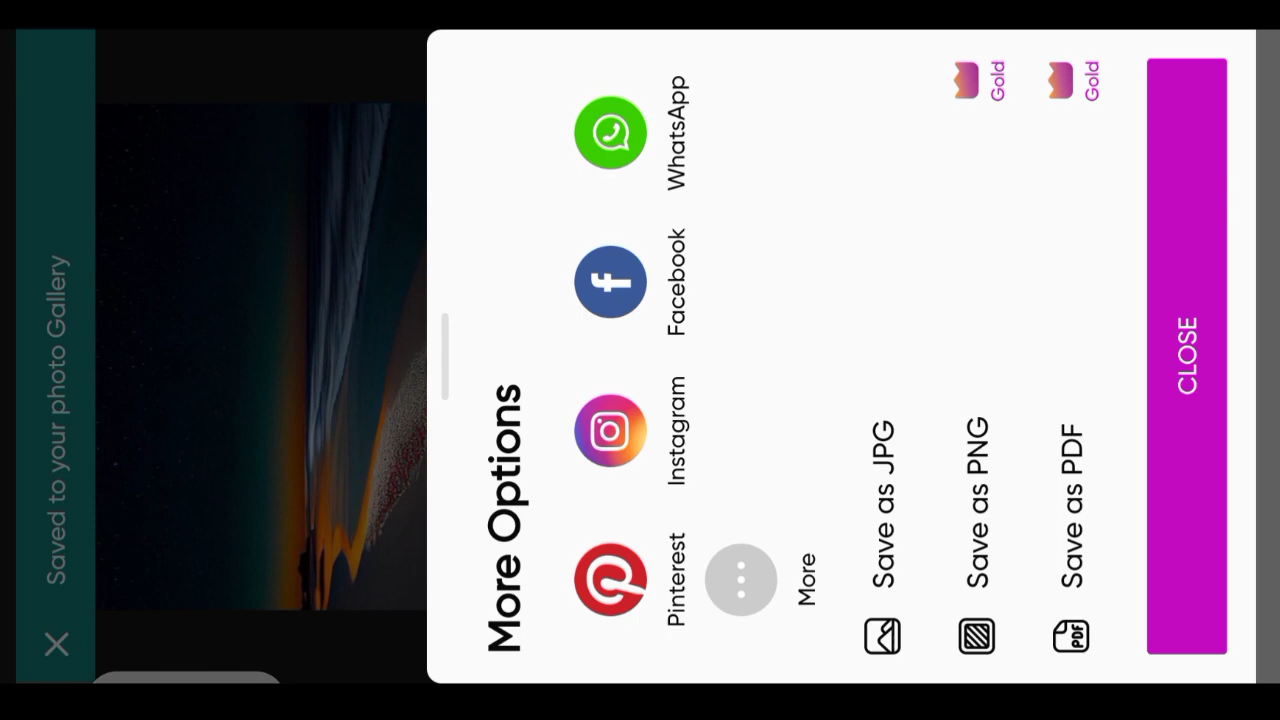 Saved to your photo Gallery
More Options
Pinterest
Instagram
Facebook
WhatsApp
More
Save as JPG
Save as PNG
Gold
Save as PDF
Gold
PDF
CLOSE